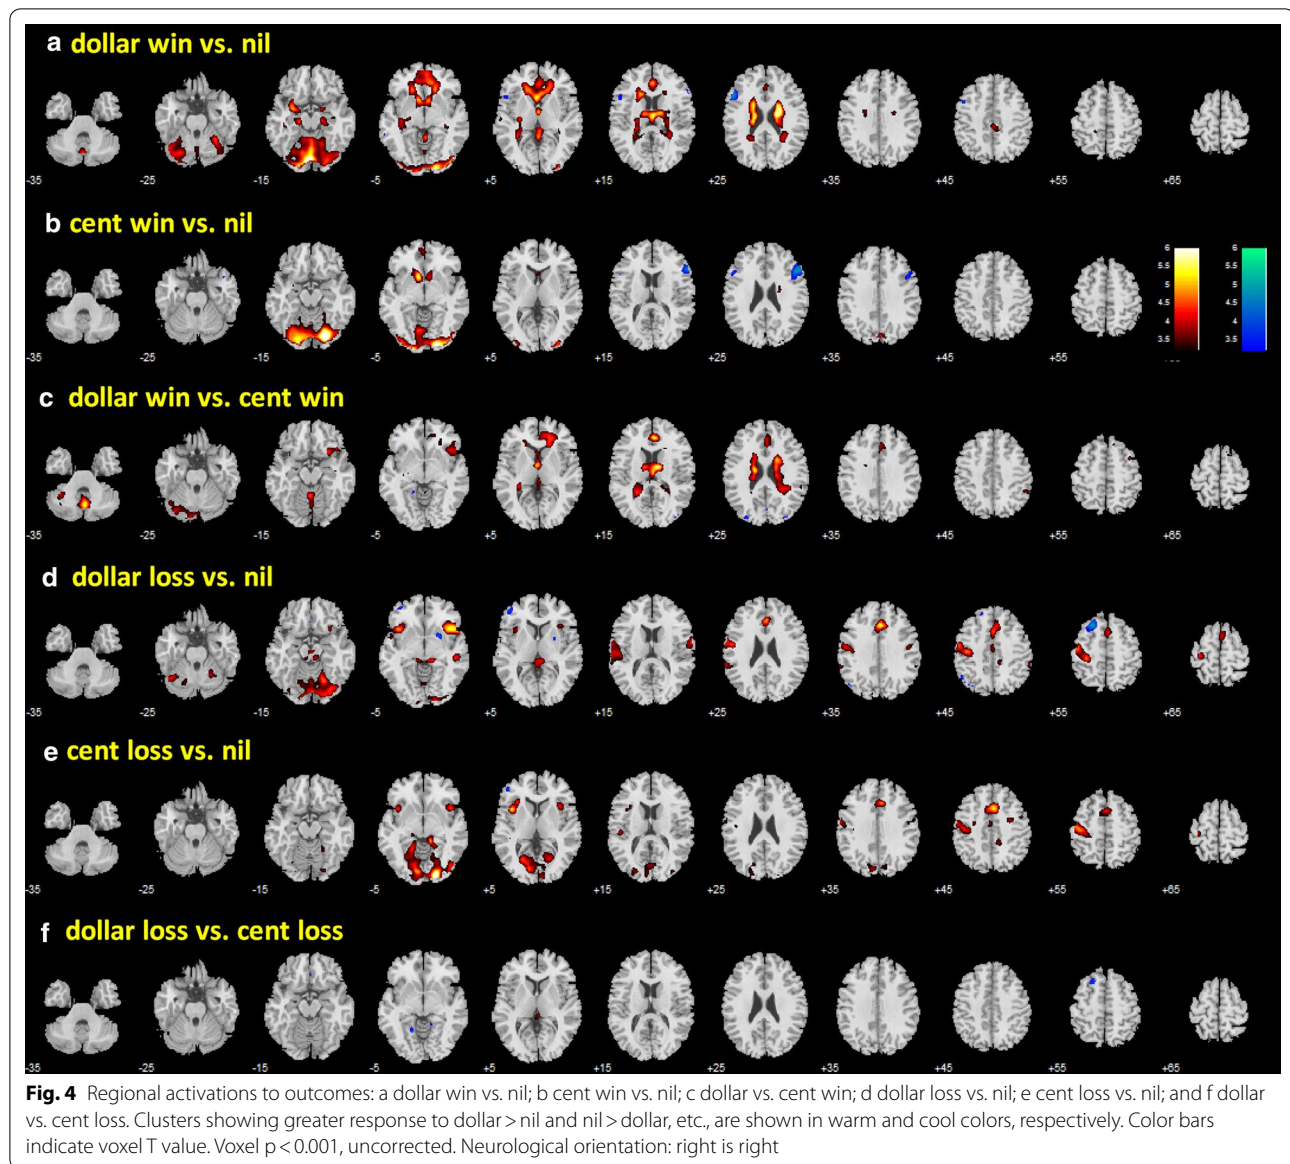 a dollar win vs. nil
-35 -25 -15 -5 +5 +15 +25 +35 +45 +55 +65
b cent win vs. nil
6 6
5.5 5.5
5 5
4.5 4.5
4 4
3.5 3.5
-35 -25 -15 -5 +5 +15 +25 +35 +45 +55 +65
c dollar win vs. cent win
-35 -25 -15 -5 +5 +15 +25 +35 +45 +55 +65
d dollar loss vs. nil
-35 -25 -15 -5 +5 +15 +25 +35 +45 +55 +65
e cent loss vs. nil
-35 -25 -15 -5 +5 +15 +25 +35 +45 +55 +65
f dollar loss vs. cent loss
-35 -25 -15 -5 +5 +15 +25 +35 +45 +55 +65
Fig. 4 Regional activations to outcomes: a dollar win vs. nil; b cent win vs. nil; c dollar vs. cent win; d dollar loss vs. nil; e cent loss vs. nil; and f dollar
vs. cent loss. Clusters showing greater response to dollar > nil and nil > dollar, etc., are shown in warm and cool colors, respectively. Color bars
indicate voxel T value. Voxel p < 0.001, uncorrected. Neurological orientation: right is right